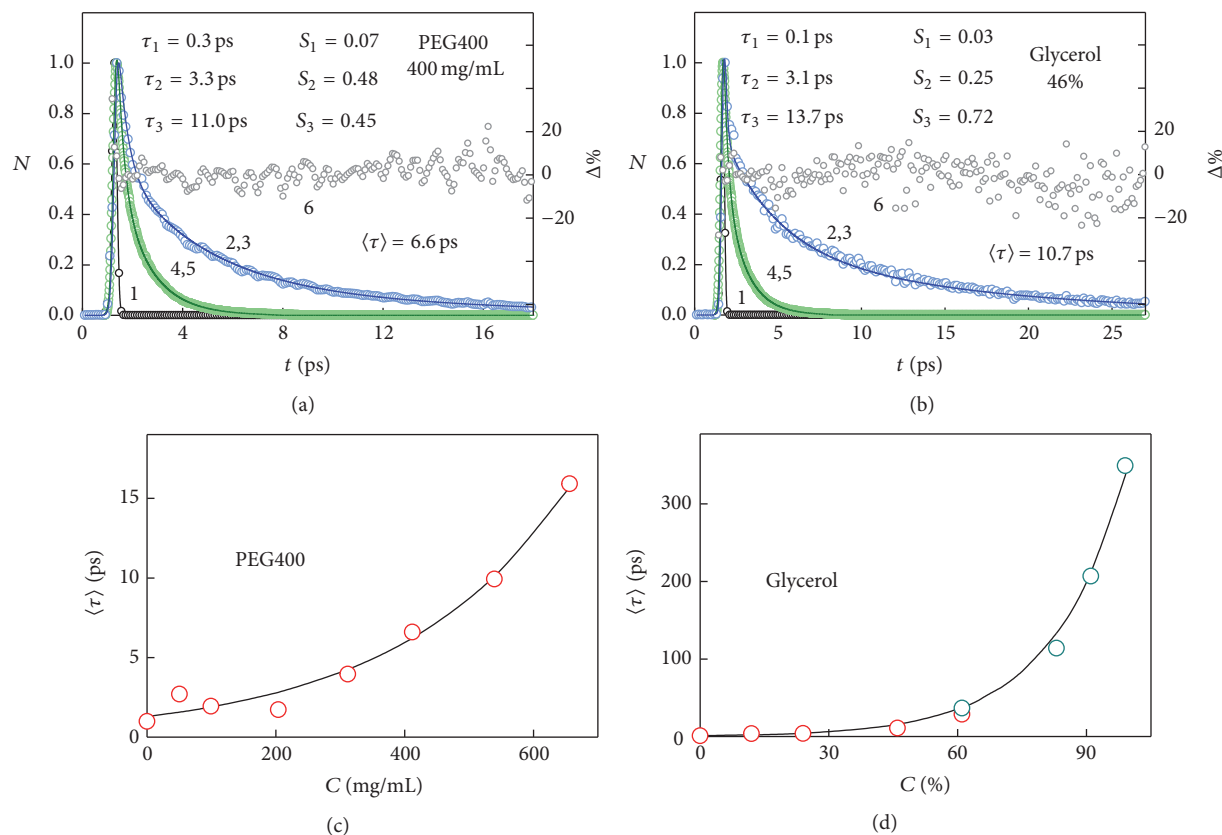 τ₁ = 0.3 ps S₁ = 0.07 PEG400
400 mg/mL
τ₂ = 3.3 ps S₂ = 0.48
τ₃ = 11.0 ps S₃ = 0.45
1.0
0.8
0.6
0.4
0.2
0.0
N
20
0
−20
Δ%
6
2,3
⟨τ⟩ = 6.6 ps
4,5
1
0 4 8 12 16
t (ps)
(a)
τ₁ = 0.1 ps S₁ = 0.03
Glycerol
46%
τ₂ = 3.1 ps S₂ = 0.25
τ₃ = 13.7 ps S₃ = 0.72
1.0
0.8
0.6
0.4
0.2
0.0
N
20
0
−20
Δ%
6
2,3
⟨τ⟩ = 10.7 ps
4,5
1
0 5 10 15 20 25
t (ps)
(b)
15
10
5
0
⟨τ⟩ (ps)
PEG400
0 200 400 600
C (mg/mL)
(c)
300
200
100
0
⟨τ⟩ (ps)
Glycerol
0 30 60 90
C (%)
(d)